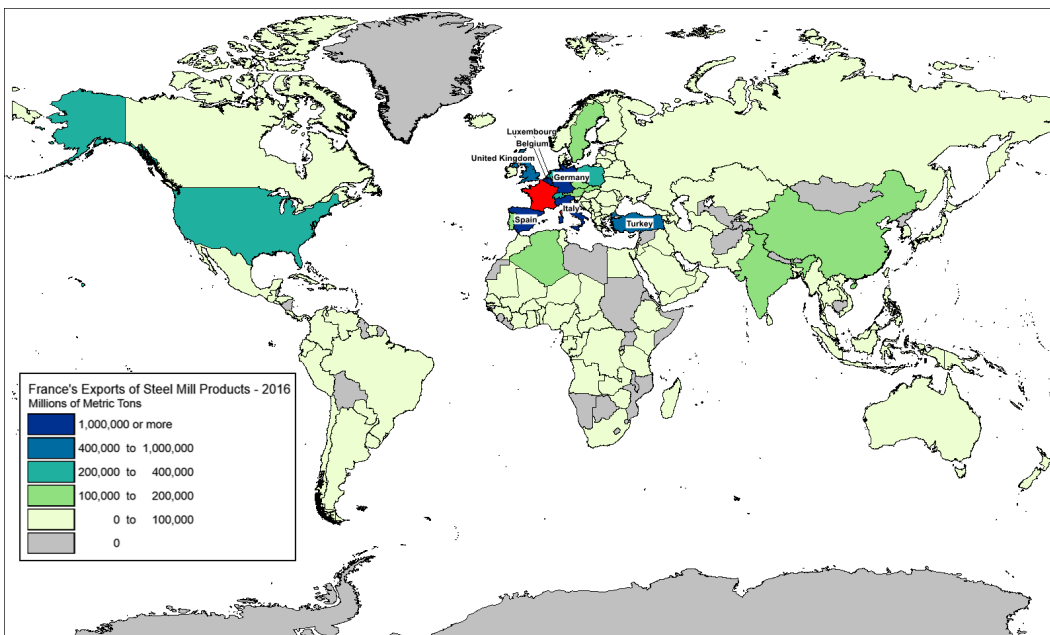 Luxembourg
Belgium
United Kingdom
Germany
Italy
Spain
Turkey
France's Exports of Steel Mill Products - 2016
Millions of Metric Tons
1,000,000 or more
400,000 to 1,000,000
200,000 to 400,000
100,000 to 200,000
0 to 100,000
0